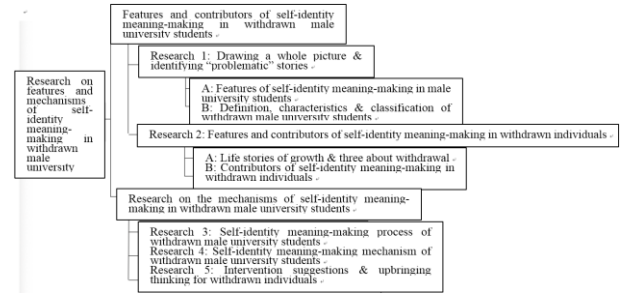 Features and contributors of self-identity
meaning-making in withdrawn male
university students
Research 1: Drawing a whole picture &
identifying “problematic” stories
A: Features of self-identity meaning-making in male
university students
B: Definition, characteristics & classification of
withdrawn male university students
Research on
features and
mechanisms
of self-
identity
meaning-
making in
withdrawn
male
university
Research 2: Features and contributors of self-identity meaning-making in withdrawn individuals
A: Life stories of growth & three about withdrawal
B: Contributors of self-identity meaning-making in
withdrawn individuals
Research on the mechanisms of self-identity meaning-
making in withdrawn male university students
Research 3: Self-identity meaning-making process of
withdrawn male university students
Research 4: Self-identity meaning-making mechanism of
withdrawn male university students
Research 5: Intervention suggestions & upbringing
thinking for withdrawn individuals